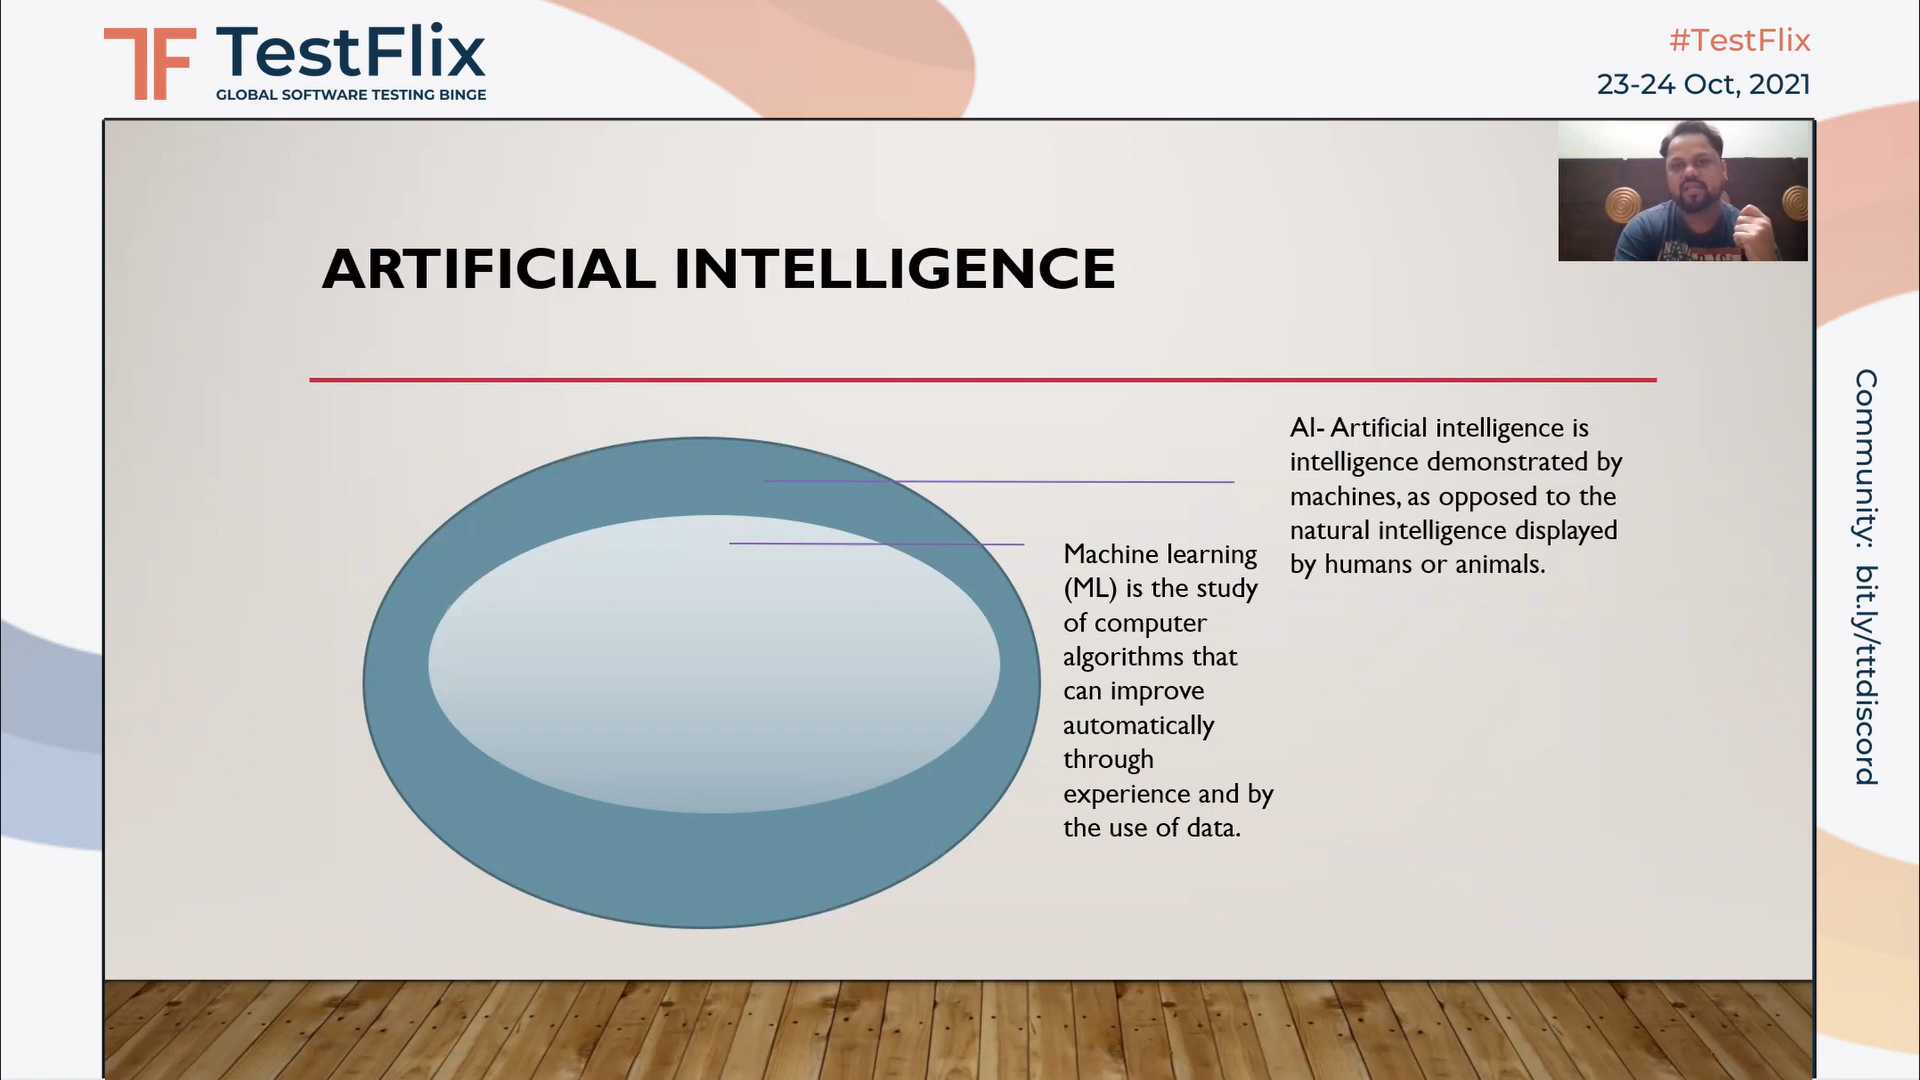 TF TestFlix
GLOBAL SOFTWARE TESTING BINGE
#TestFlix
23-24 Oct, 2021
ARTIFICIAL INTELLIGENCE
AI- Artificial intelligence is
intelligence demonstrated by
machines, as opposed to the
natural intelligence displayed
by humans or animals.
Machine learning
(ML) is the study
of computer
algorithms that
can improve
automatically
through
experience and by
the use of data.
Community: bit.ly/tttdiscord